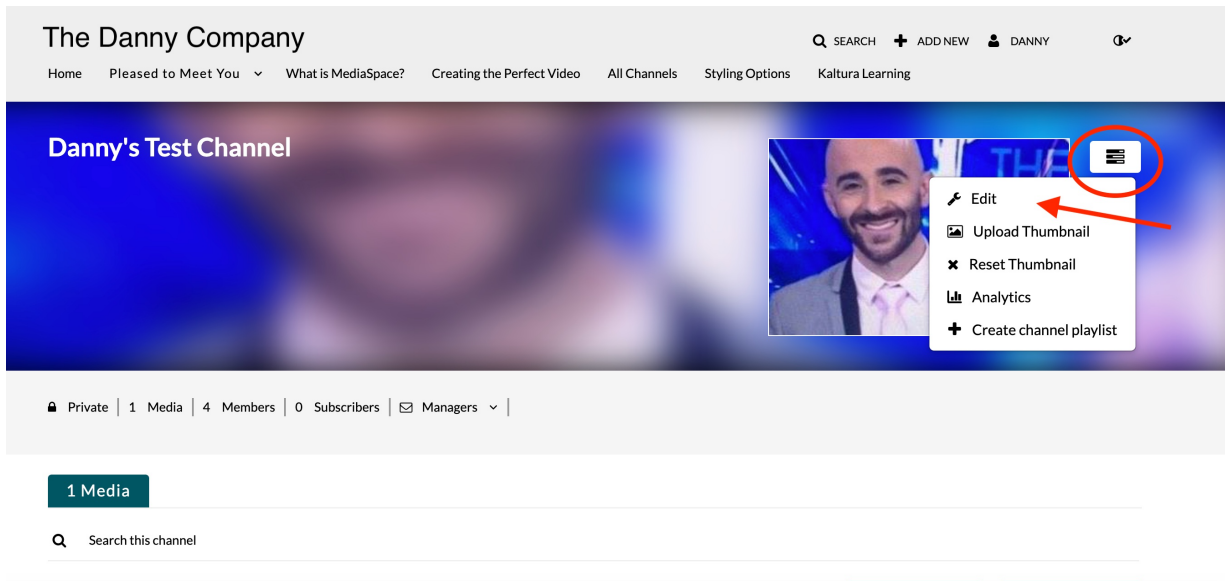 The Danny Company
SEARCH ADD NEW DANNY
Home Pleased to Meet You What is MediaSpace? Creating the Perfect Video All Channels Styling Options Kaltura Learning
Danny's Test Channel
TH
Edit
Upload Thumbnail
Reset Thumbnail
Analytics
Create channel playlist
Private | 1 Media | 4 Members | 0 Subscribers | Managers |
1 Media
Search this channel